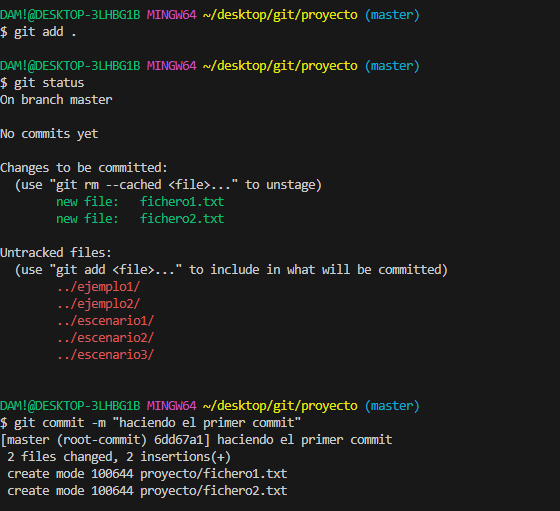 DAM!@DESKTOP-3LHBG1B MINGW64 ~/desktop/git/proyecto (master)
$ git add .

DAM!@DESKTOP-3LHBG1B MINGW64 ~/desktop/git/proyecto (master)
$ git status
On branch master

No commits yet

Changes to be committed:
  (use "git rm --cached <file>..." to unstage)
        new file:   fichero1.txt
        new file:   fichero2.txt

Untracked files:
  (use "git add <file>..." to include in what will be committed)
        ../ejemplo1/
        ../ejemplo2/
        ../escenario1/
        ../escenario2/
        ../escenario3/


DAM!@DESKTOP-3LHBG1B MINGW64 ~/desktop/git/proyecto (master)
$ git commit -m "haciendo el primer commit"
[master (root-commit) 6dd67a1] haciendo el primer commit
 2 files changed, 2 insertions(+)
 create mode 100644 proyecto/fichero1.txt
 create mode 100644 proyecto/fichero2.txt